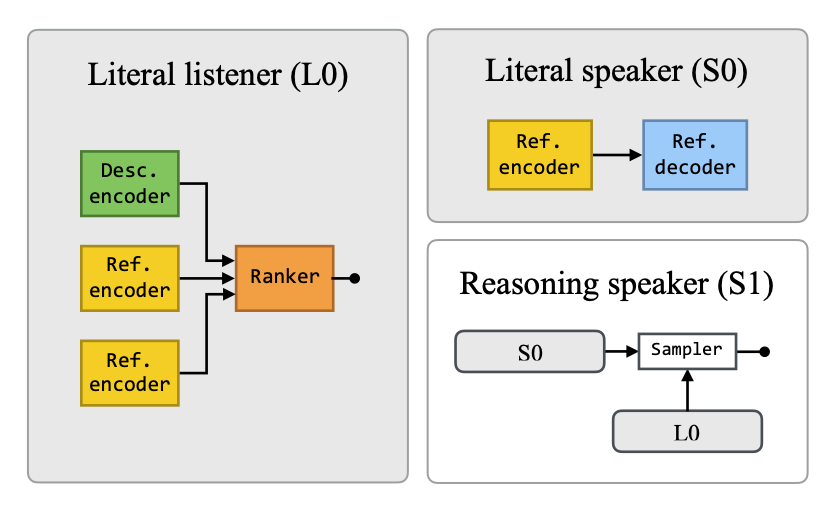 Literal listener (L0)
Desc.
encoder
Ref.
encoder
Ref.
encoder
Ranker
Literal speaker (S0)
Ref.
encoder
Ref.
decoder
Reasoning speaker (S1)
S0
Sampler
L0